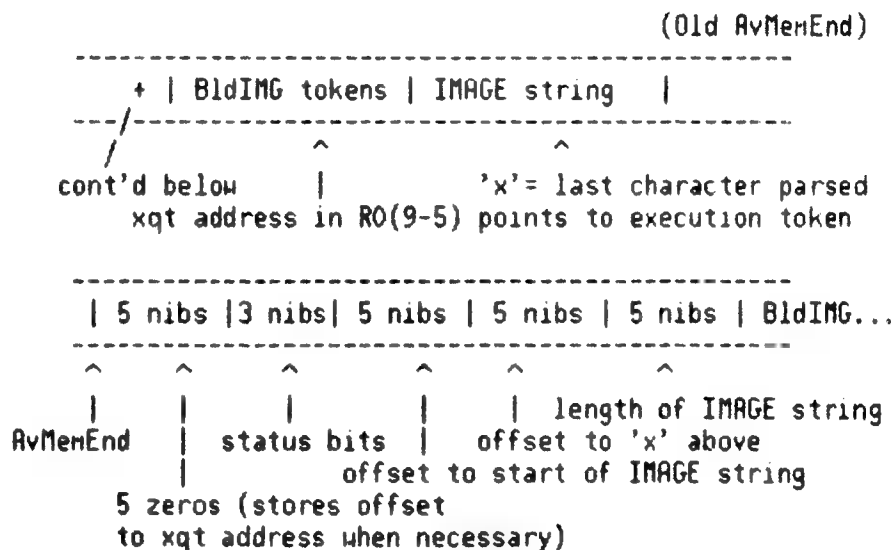 (Old AvMemEnd)
-----------------------------------------------
+ | BldIMG tokens | IMAGE string |
---/-------------------------------------------
/ ^ ^
cont'd below | 'x'= last character parsed
xqt address in R0(9-5) points to execution token
-----------------------------------------------
| 5 nibs |3 nibs| 5 nibs | 5 nibs | 5 nibs | BldIMG...
-----------------------------------------------
^ ^ ^ ^ ^ ^
| | | | | length of IMAGE string
AvMemEnd | status bits | offset to 'x' above
| offset to start of IMAGE string
5 zeros (stores offset
to xqt address when necessary)